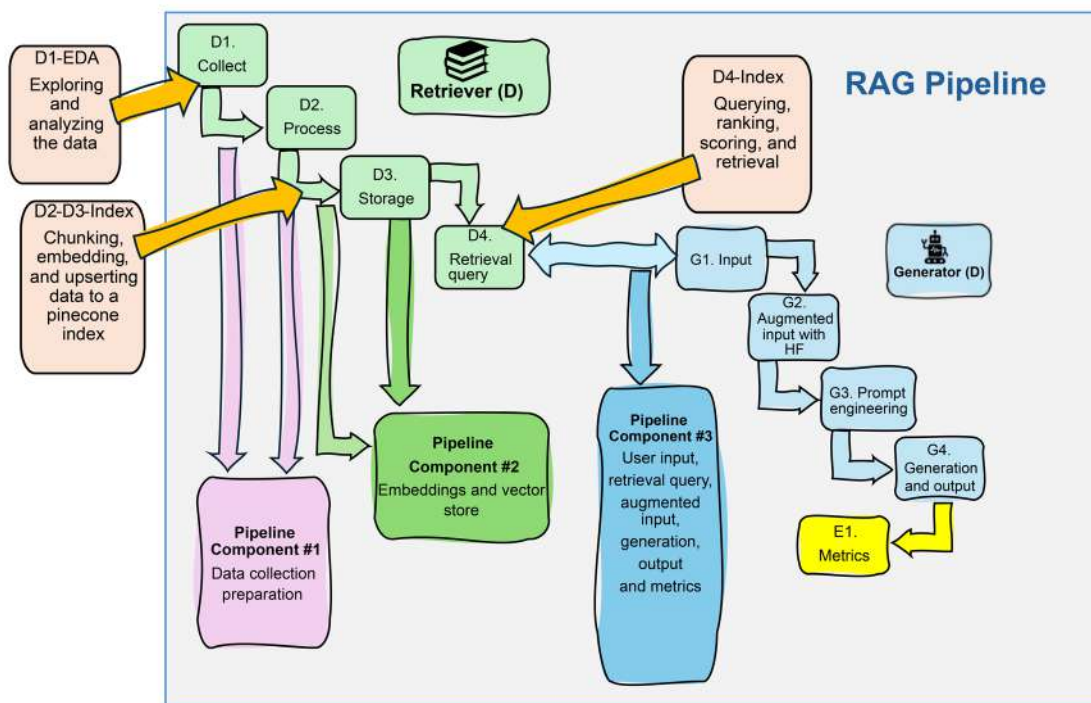 RAG Pipeline
D1-EDA
Exploring and
analyzing
the data
D1.
Collect
Retriever (D)
D4-Index
Querying,
ranking,
scoring, and
retrieval
D2.
Process
D2-D3-Index
Chunking,
embedding,
and upserting
data to a
pinecone
index
D3.
Storage
D4.
Retrieval
query
G1. Input
Generator (D)
G2.
Augmented
input with
HF
G3. Prompt
engineering
G4.
Generation
and output
E1.
Metrics
Pipeline
Component #1
Data collection
preparation
Pipeline
Component #2
Embeddings and vector
store
Pipeline
Component #3
User input,
retrieval query,
augmented
input,
generation,
output
and metrics